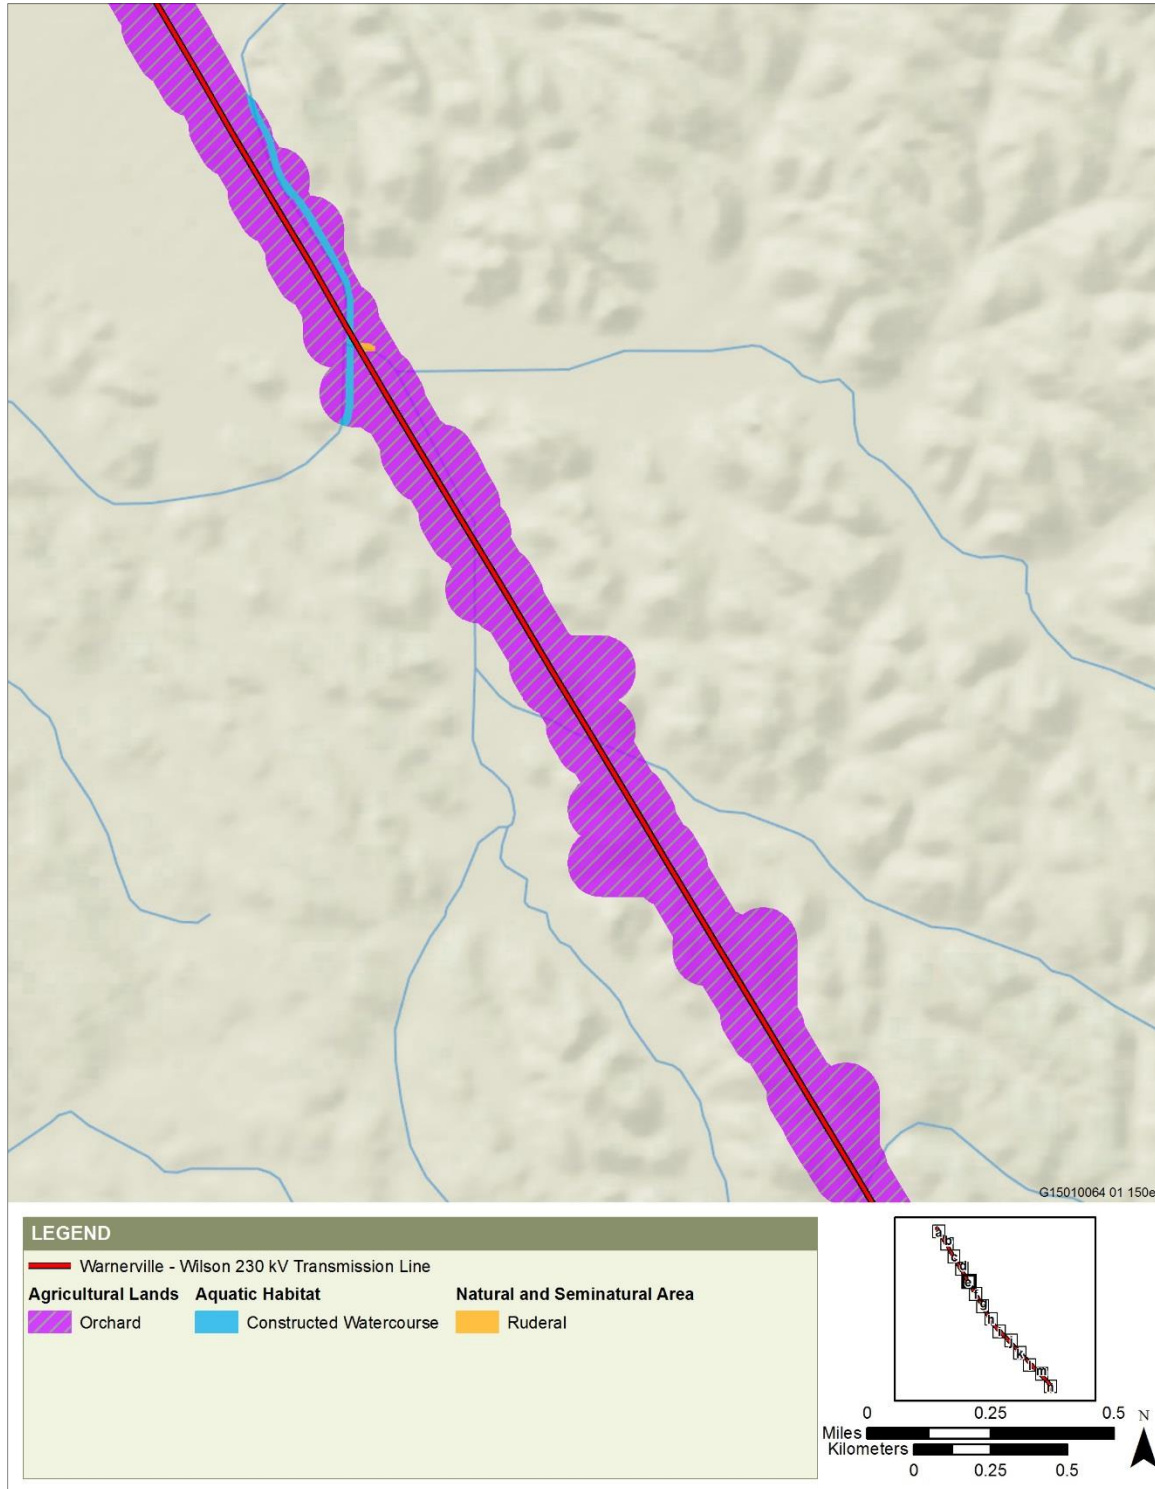 G15010064 01 150e
LEGEND
Warnerville - Wilson 230 kV Transmission Line
Agricultural Lands Aquatic Habitat Natural and Seminatural Area
Orchard Constructed Watercourse Ruderal
a
b
c
d
e
f
g
h
i
j
k
l
m
n
0 0.25 0.5
Miles
Kilometers
0 0.25 0.5
N